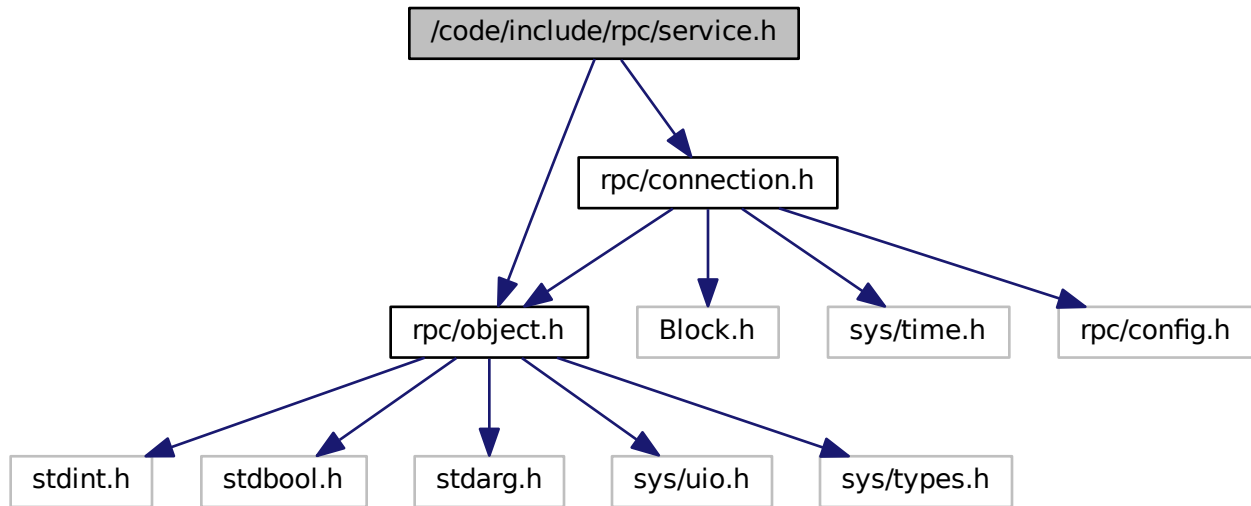 /code/include/rpc/service.h
rpc/connection.h
rpc/object.h
Block.h
sys/time.h
rpc/config.h
stdint.h
stdbool.h
stdarg.h
sys/uio.h
sys/types.h